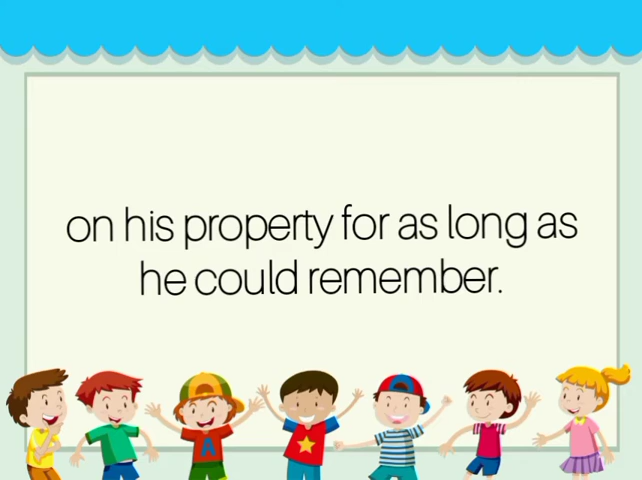 on his property for as long as
he could remember.